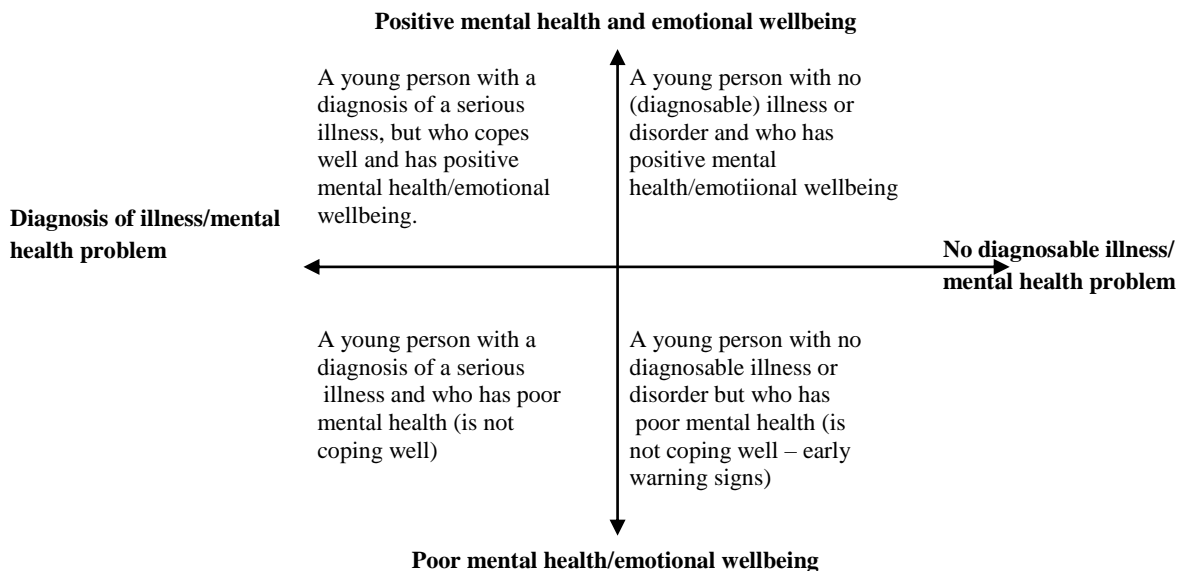 Positive mental health and emotional wellbeing
A young person with a
diagnosis of a serious
illness, but who copes
well and has positive
mental health/emotional
wellbeing.
A young person with no
(diagnosable) illness or
disorder and who has
positive mental
health/emotiional wellbeing
Diagnosis of illness/mental
health problem
No diagnosable illness/
mental health problem
A young person with a
diagnosis of a serious
illness and who has poor
mental health (is not
coping well)
A young person with no
diagnosable illness or
disorder but who has
poor mental health (is
not coping well – early
warning signs)
Poor mental health/emotional wellbeing